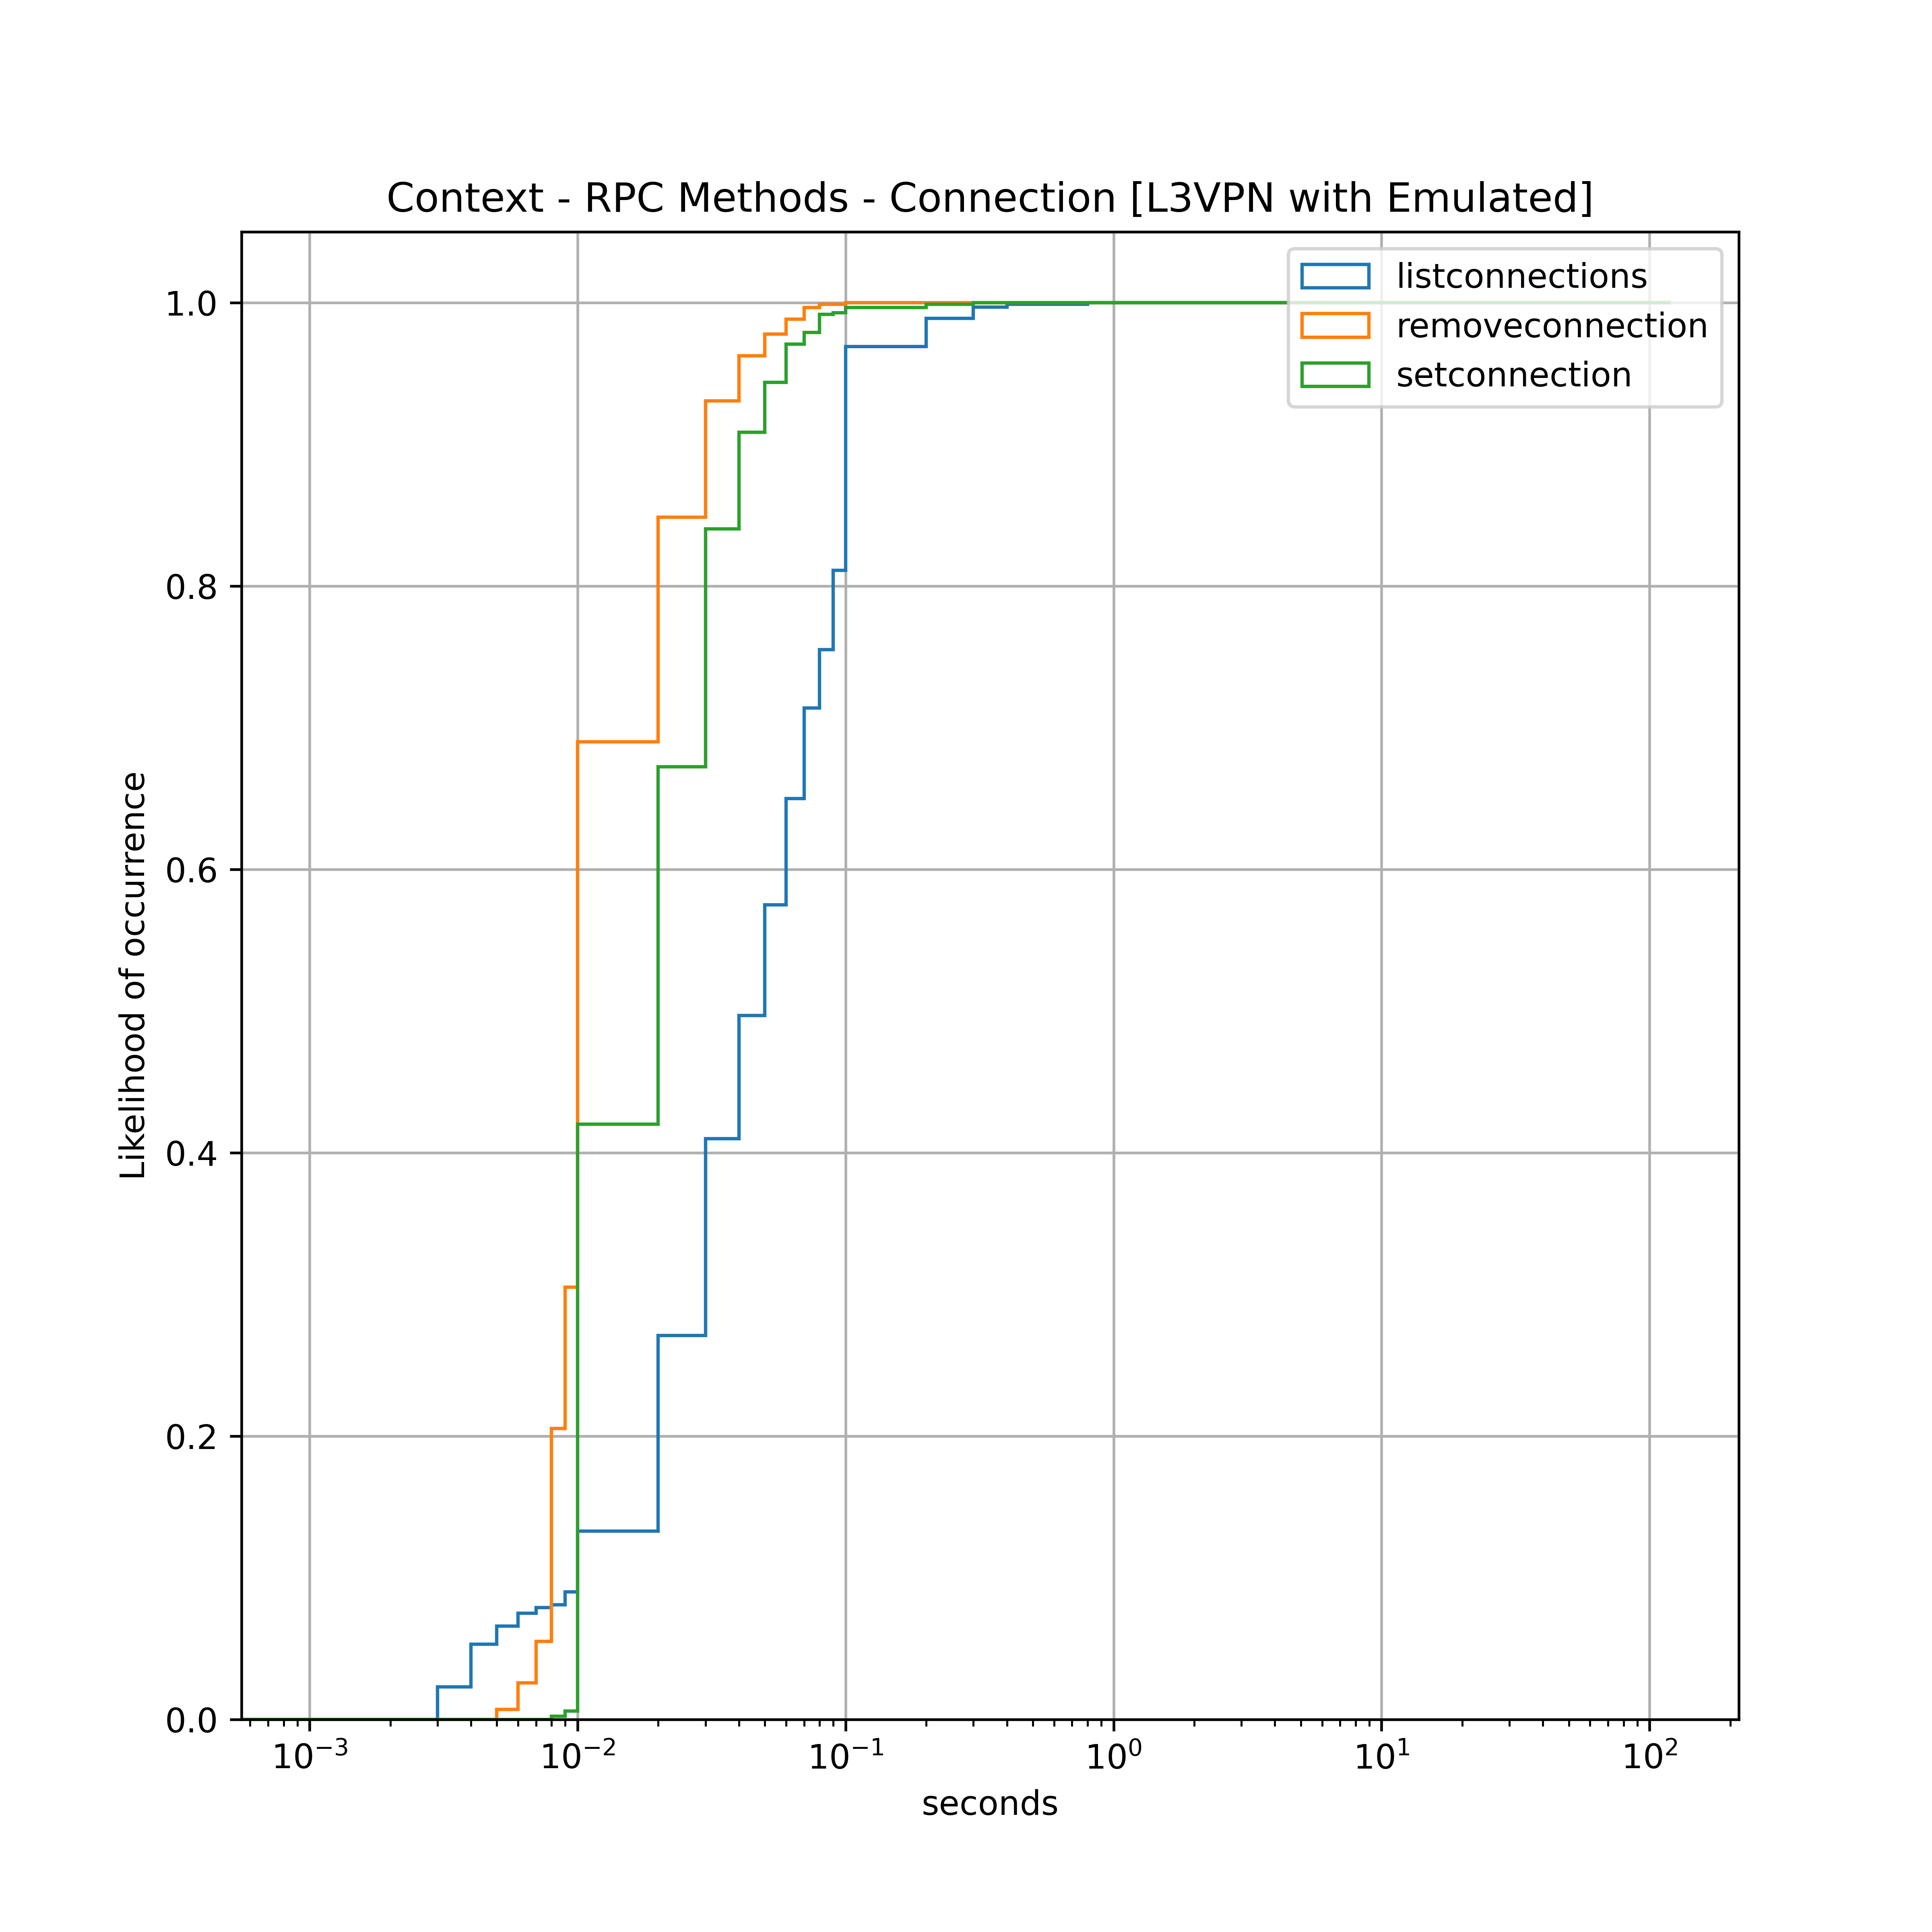 Context - RPC Methods - Connection [L3VPN with Emulated]
listconnections
removeconnection
setconnection
Likelihood of occurrence
1.0
0.8
0.6
0.4
0.2
0.0
10⁻³ 10⁻² 10⁻¹ 10⁰ 10¹ 10²
seconds